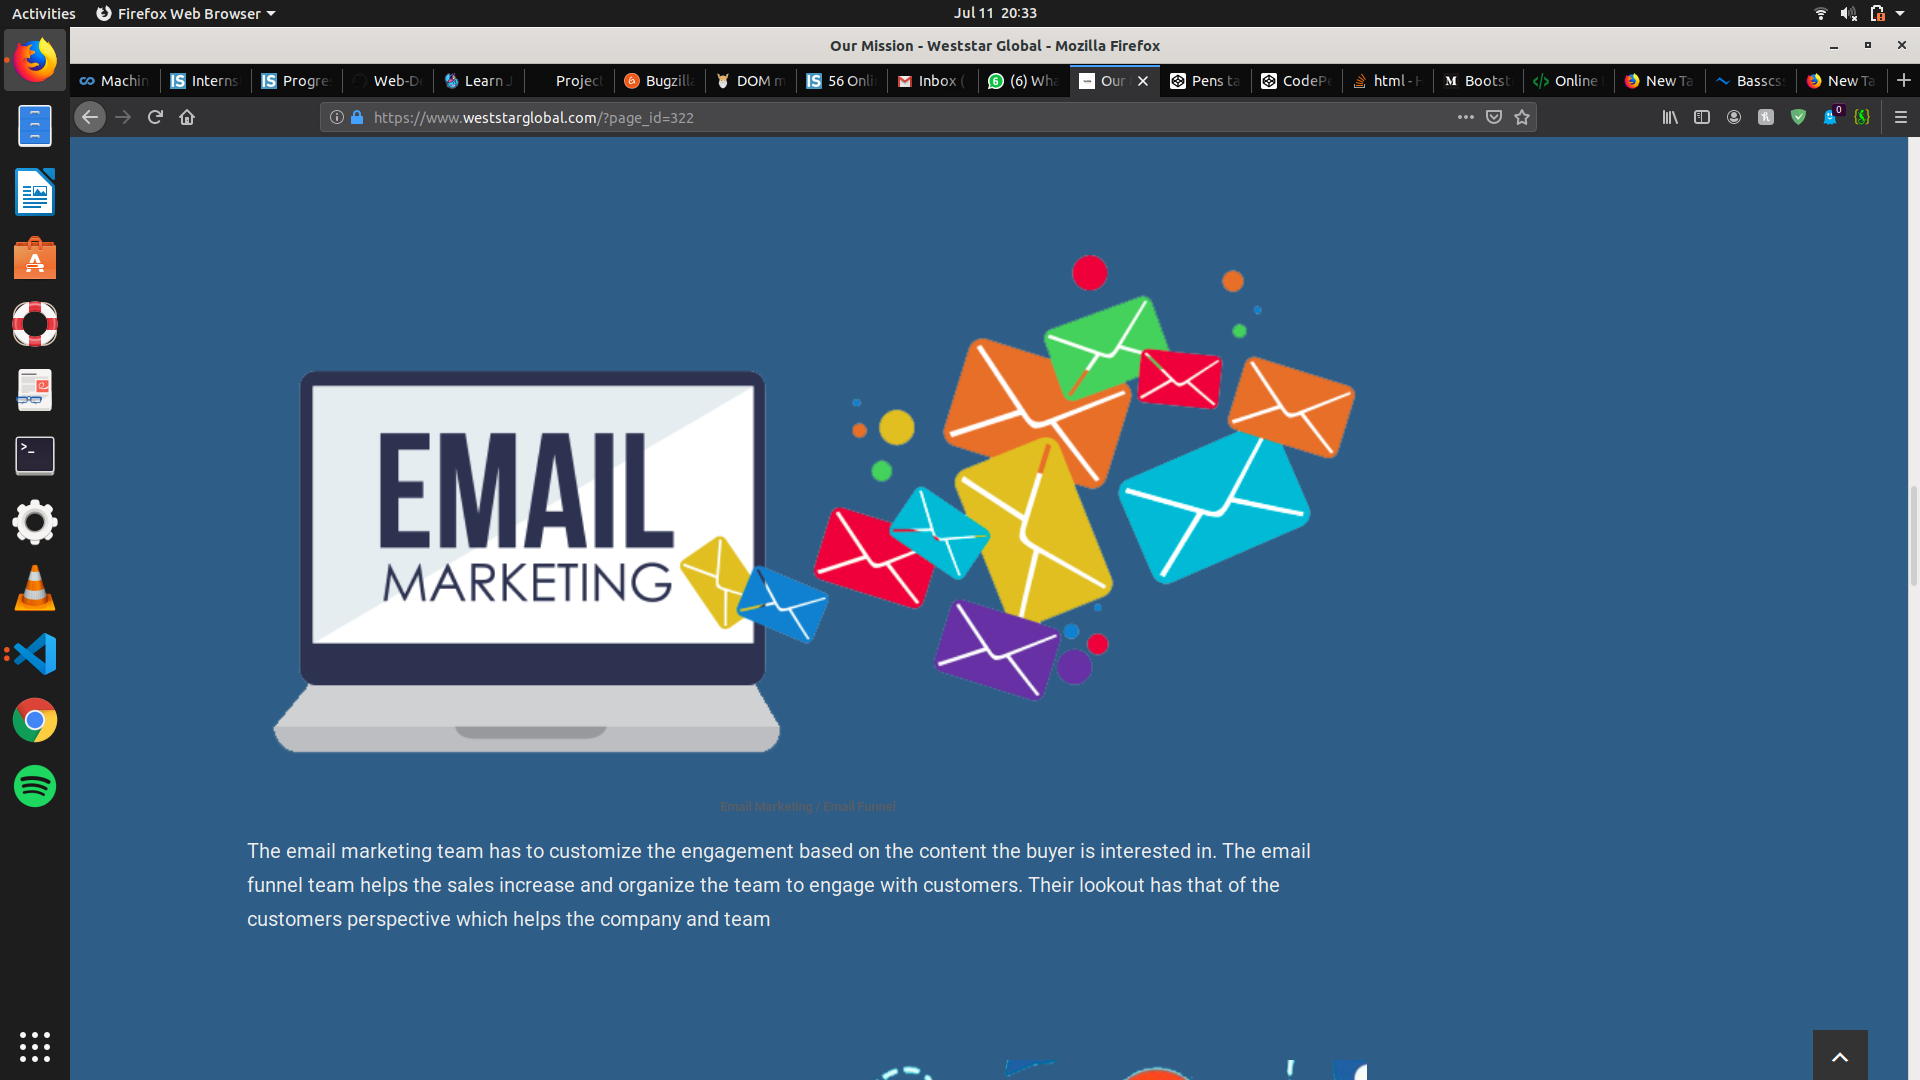 Activities
Firefox Web Browser
Jul 11 20:33
Our Mission - Weststar Global - Mozilla Firefox
Machin
Interns
Progre
Web-De
Learn J
Project
Bugzilla
DOM m
56 Onli
Inbox (
(6) Wha
Our
Pens ta
CodePe
html - H
Bootst
Online
New Ta
Basscs
New Ta
https://www.weststarglobal.com/?page_id=322
0
EMAIL
MARKETING
Email Marketing / Email Funnel
The email marketing team has to customize the engagement based on the content the buyer is interested in. The email
funnel team helps the sales increase and organize the team to engage with customers. Their lookout has that of the
customers perspective which helps the company and team